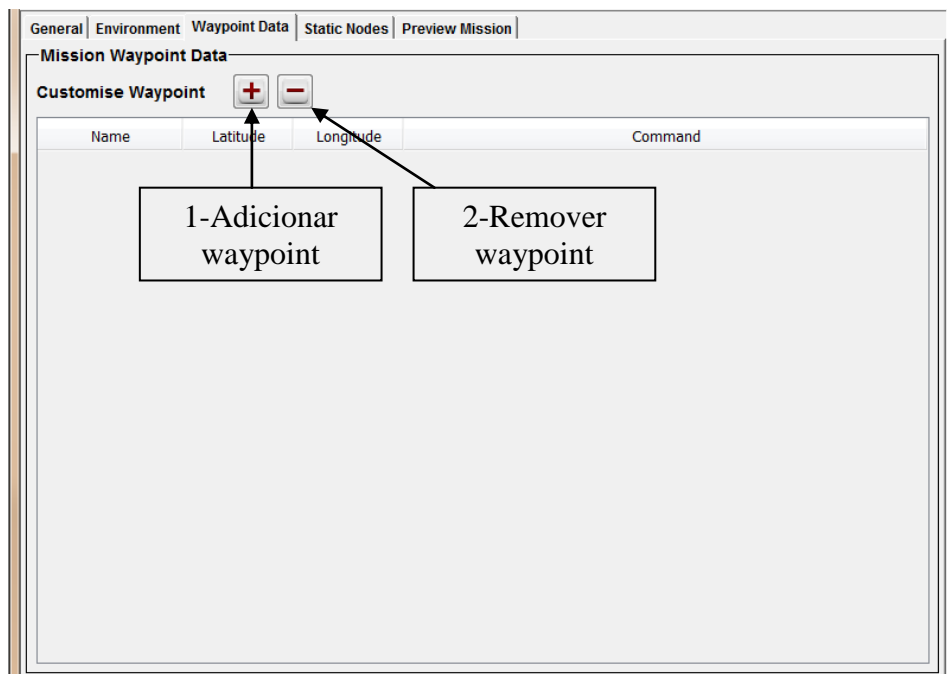 General Environment Waypoint Data Static Nodes Preview Mission
Mission Waypoint Data
Customise Waypoint
Name Latitude Longitude Command
1-Adicionar
waypoint
2-Remover
waypoint